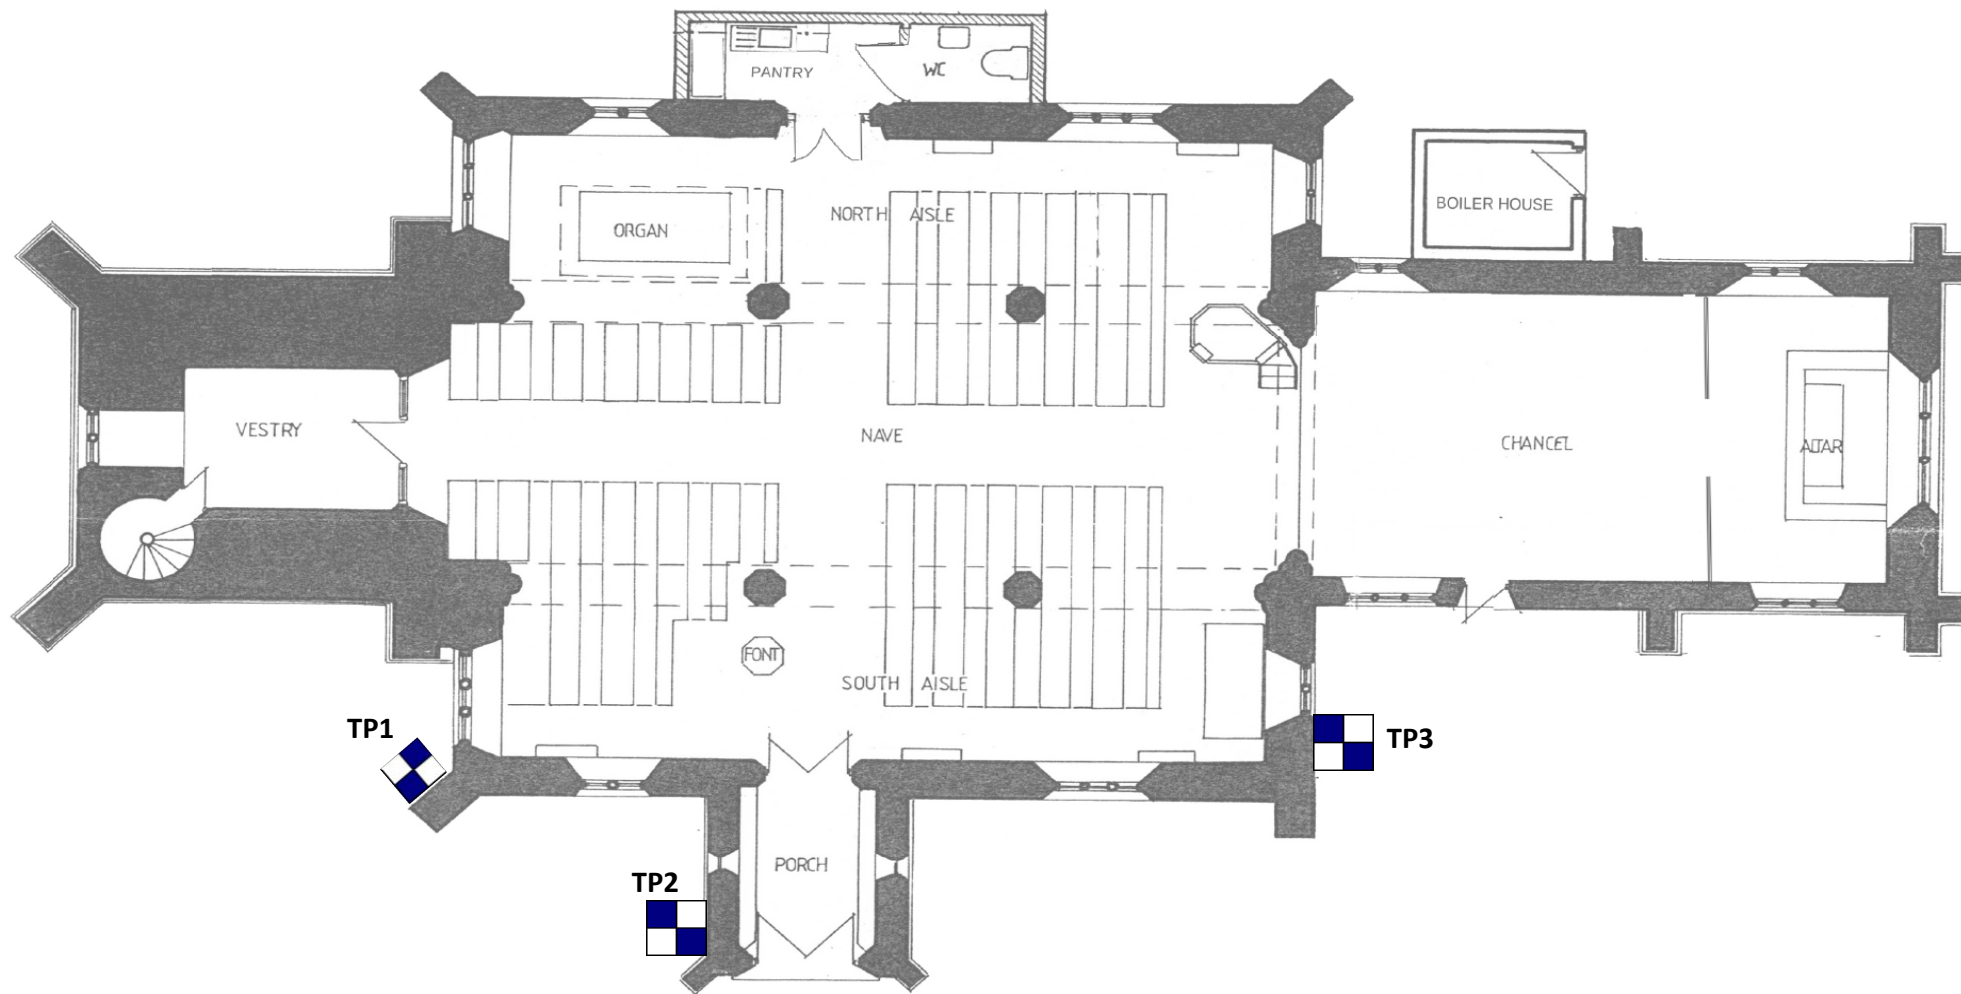 PANTRY
WC
BOILER HOUSE
NORTH AISLE
ORGAN
VESTRY
NAVE
CHANCEL
ALTAR
FONT
SOUTH AISLE
TP1
TP3
PORCH
TP2